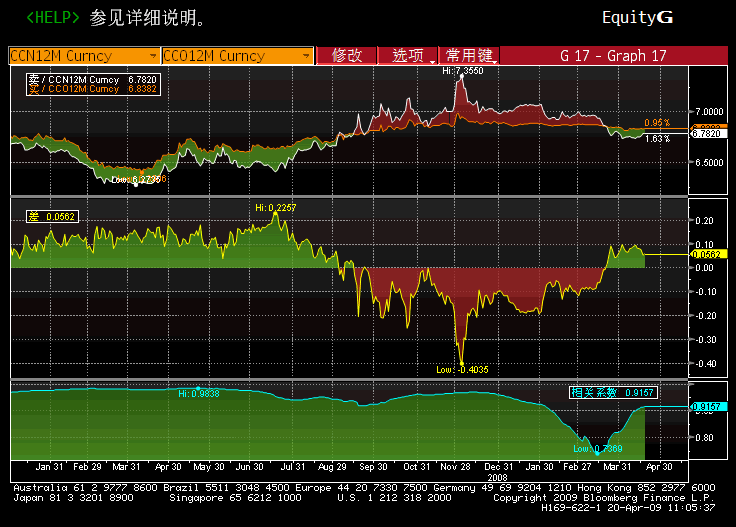 <HELP> 参见详细说明。 EquityG
CCN12M Curncy CCO12M Curncy 修改 选项 常用键 G 17 - Graph 17
卖 / CCN12M Curncy 6.7820
买 / CCO12M Curncy 6.8382
Hi: 7.3550
7.0000
0.95%
6.7820
1.63%
6.5000
Low: 6.2735
差 0.0562
Hi: 0.2257
0.20
0.10
0.0562
0.00
-0.10
-0.20
-0.30
-0.40
Low: -0.4035
相关系数 0.9167
Hi: 0.9838
0.9167
0.80
Low: 0.7369
Jan 31 Feb 29 Mar 31 Apr 30 May 30 Jun 30 Jul 31 Aug 29 Sep 30 Oct 31 Nov 28 Dec 31 Jan 30 Feb 27 Mar 31 Apr 30
2008
Australia 61 2 9777 8600 Brazil 5511 3048 4500 Europe 44 20 7330 7500 Germany 49 69 9204 1210 Hong Kong 852 2977 6000
Japan 81 3 3201 8900 Singapore 65 6212 1000 U.S. 1 212 318 2000 Copyright 2009 Bloomberg Finance L.P.
H169-622-1 20-Apr-09 11:05:37